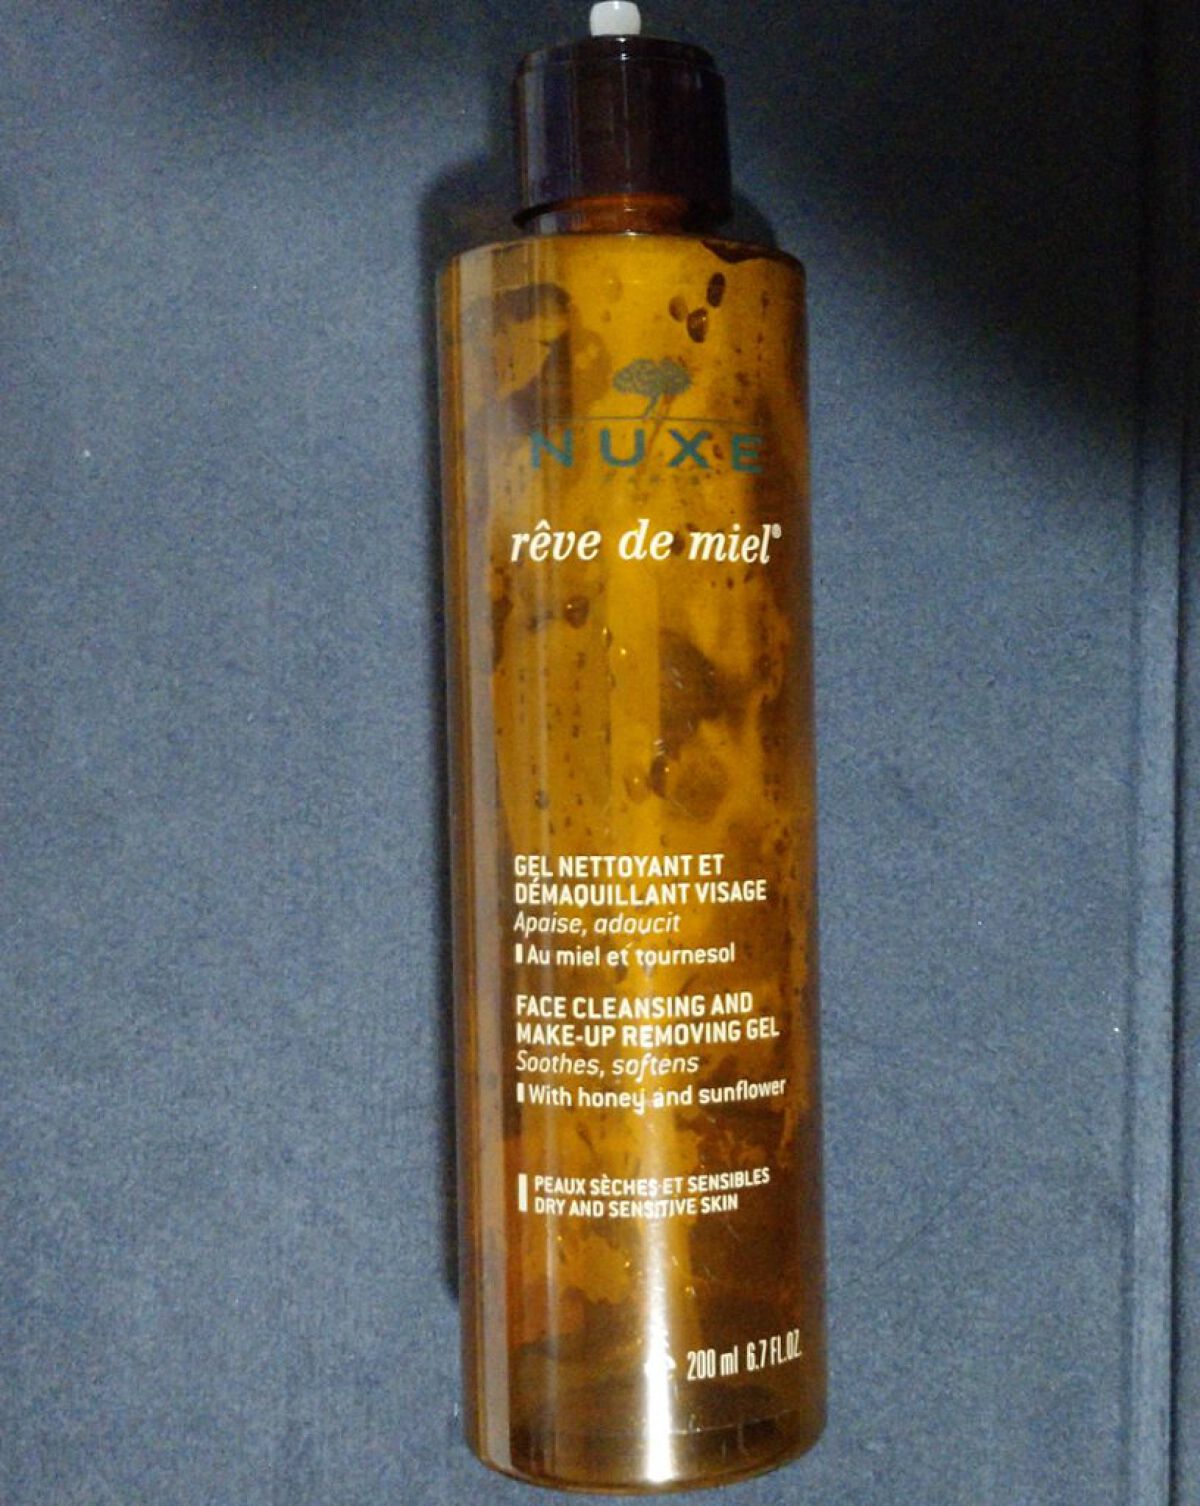 NUXE
PARIS
rêve de miel®
GEL NETTOYANT ET
DÉMAQUILLANT VISAGE
Apaise, adoucit
Au miel et tournesol
FACE CLEANSING AND
MAKE-UP REMOVING GEL
Soothes, softens
With honey and sunflower
PEAUX SÈCHES ET SENSIBLES
DRY AND SENSITIVE SKIN
200 ml 6.7 FL.OZ.